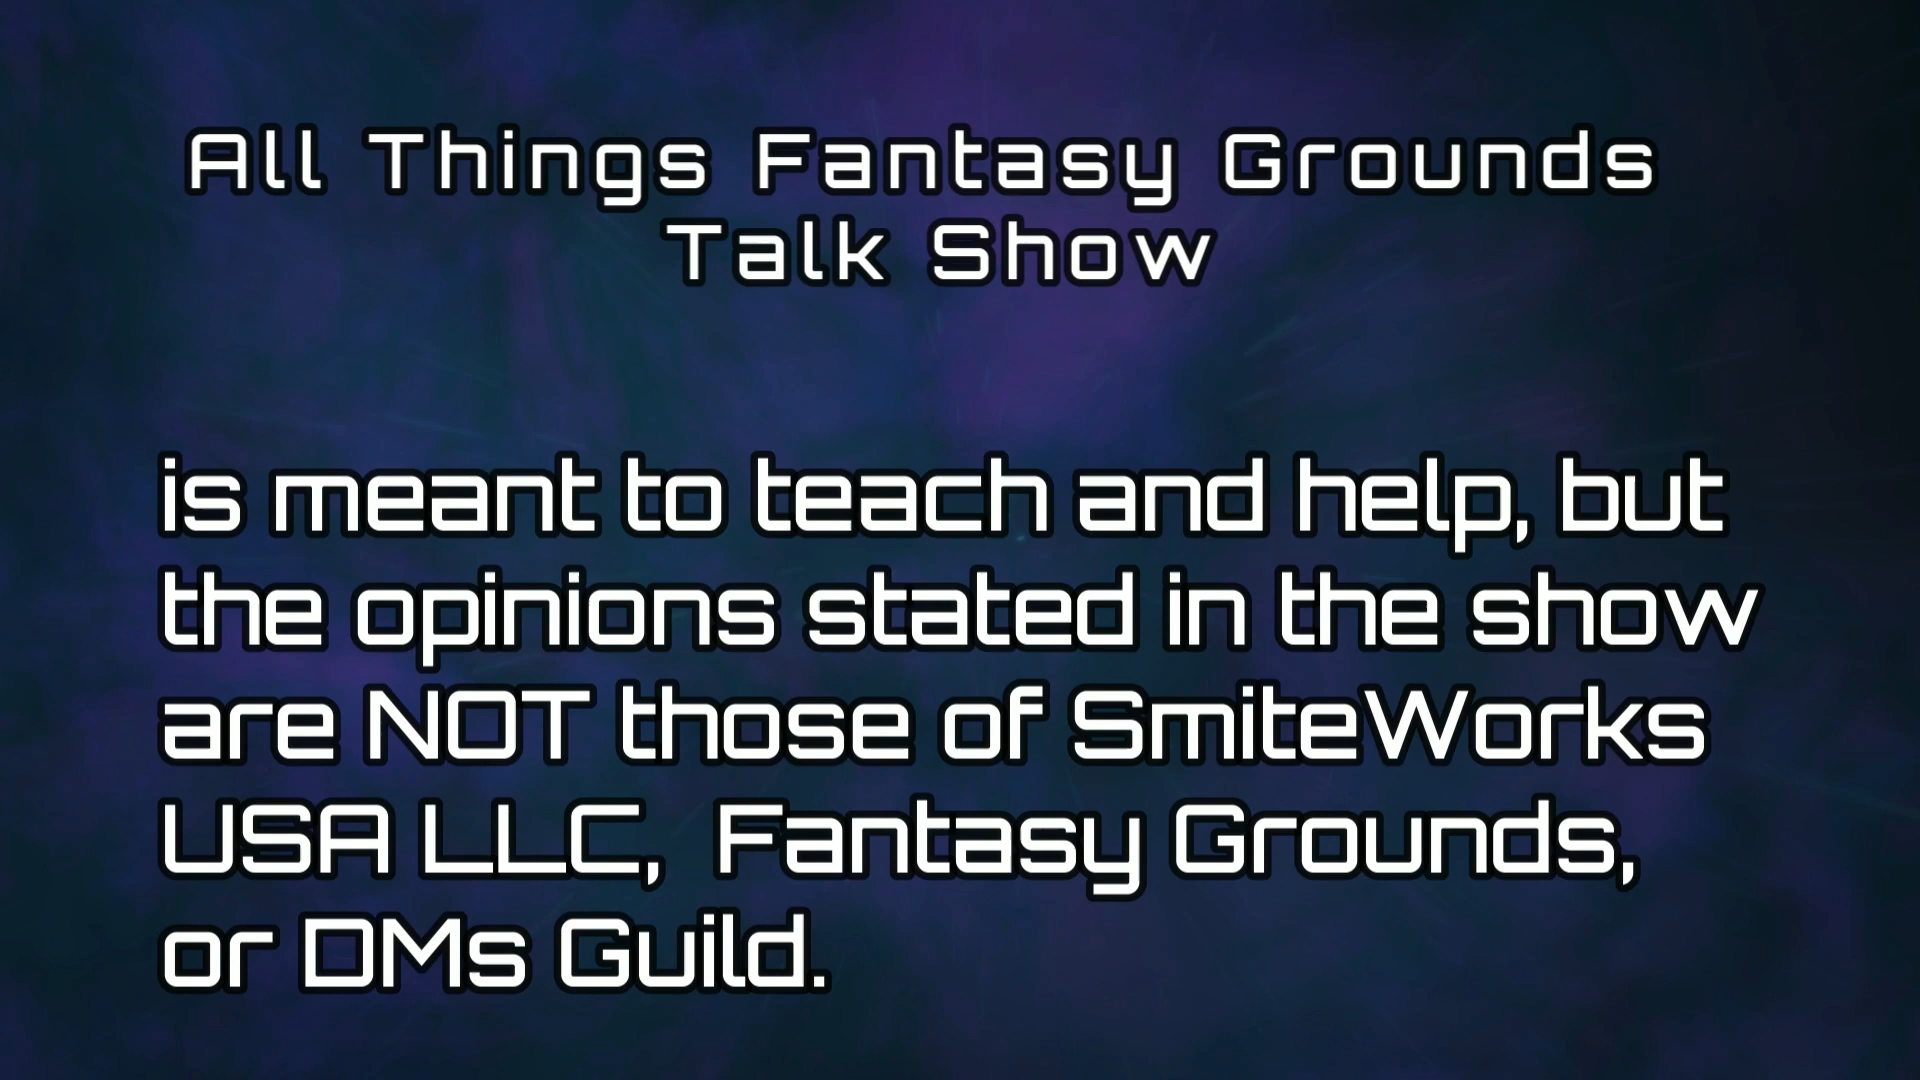 All Things Fantasy Grounds
Talk Show
is meant to teach and help, but
the opinions stated in the show
are NOT those of SmiteWorks
USA LLC,  Fantasy Grounds,
or DMs Guild.